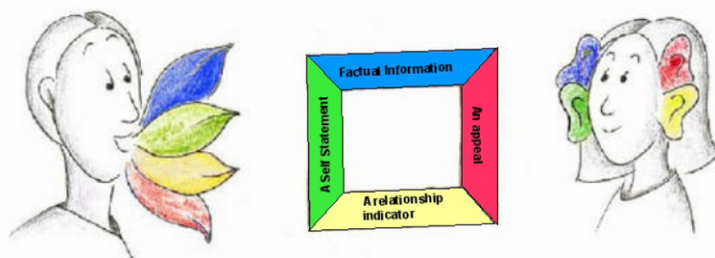 Factual Information
A Self Statement
An appeal
A relationship
indicator